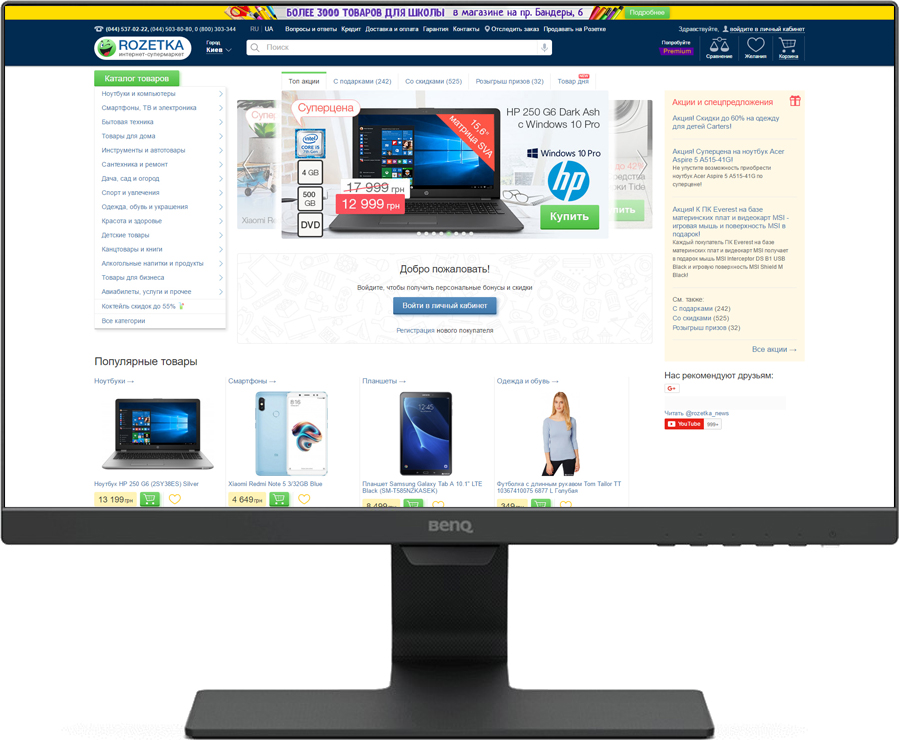 БОЛЕЕ 3000 ТОВАРОВ ДЛЯ ШКОЛЫ в магазине на пр. Бандеры, 6 Подробнее
(044) 537-02-22, (044) 503-80-80, 0 (800) 303-344 RU | UA Вопросы и ответы Кредит Доставка и оплата Гарантия Контакты Отследить заказ Продавать на Розетке Здравствуйте, войдите в личный кабинет
ROZETKA
интернет-супермаркет
Город
Киев
Поиск
Попробуйте
Premium
Сравнение
Желания
Корзина
Каталог товаров
Ноутбуки и компьютеры
Смартфоны, ТВ и электроника
Бытовая техника
Товары для дома
Инструменты и автотовары
Сантехника и ремонт
Дача, сад и огород
Спорт и увлечения
Одежда, обувь и украшения
Красота и здоровье
Детские товары
Канцтовары и книги
Алкогольные напитки и продукты
Товары для бизнеса
Авиабилеты, услуги и прочее
Коктейль скидок до 55%
Все категории
Топ акции С подарками (242) Со скидками (525) Розыгрыш призов (32) Товар дня
Суперцена
intel
CORE i5
4 GB
500
GB
DVD
15,6"
матрица SVA
17 999 грн
12 999 грн
HP 250 G6 Dark Ash
с Windows 10 Pro
Windows 10 Pro
hp
Купить
Xiaomi R
до 42%
Tide
Добро пожаловать!
Войдите, чтобы получить персональные бонусы и скидки
Войти в личный кабинет
Регистрация нового покупателя
Акции и спецпредложения
Акция! Скидки до 60% на одежду
для детей Carters!
Акция! Суперцена на ноутбук Acer
Aspire 5 A515-41G!
Не упустите возможность приобрести
ноутбук Acer Aspire 5 A515-41G по
суперцене!
Акция! К ПК Everest на базе
материнских плат и видеокарт MSI -
игровая мышь и поверхность MSI в
подарок!
Каждый покупатель ПК Everest на базе
материнских плат и видеокарт MSI получает
в подарок мышь MSI Interceptor DS B1 USB
Black и игровую поверхность MSI Shield M
Black!
См. также:
С подарками (242)
Со скидками (525)
Розыгрыш призов (32)
Все акции →
Нас рекомендуют друзьям:
G+
Читать @rozetka_news
YouTube 999+
Популярные товары
Ноутбуки → Смартфоны → Планшеты → Одежда и обувь →
Ноутбук HP 250 G6 (2SY38ES) Silver
13 199 грн
Xiaomi Redmi Note 5 3/32GB Blue
4 649 грн
Планшет Samsung Galaxy Tab A 10.1" LTE
Black (SM-T585NZKASEK)
8 499 грн
Футболка с длинным рукавом Tom Tailor TT
10367410075 6877 L Голубая
349 грн
BenQ